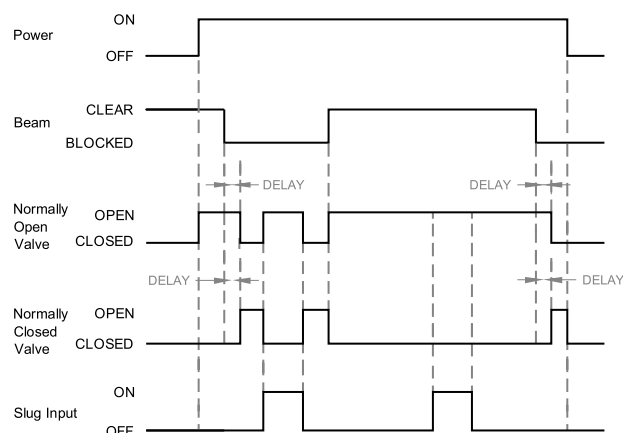 ON
Power
OFF
CLEAR
Beam
BLOCKED
DELAY
DELAY
Normally
Open
Valve
OPEN
CLOSED
DELAY
DELAY
Normally
Closed
Valve
OPEN
CLOSED
ON
Slug Input
OFF